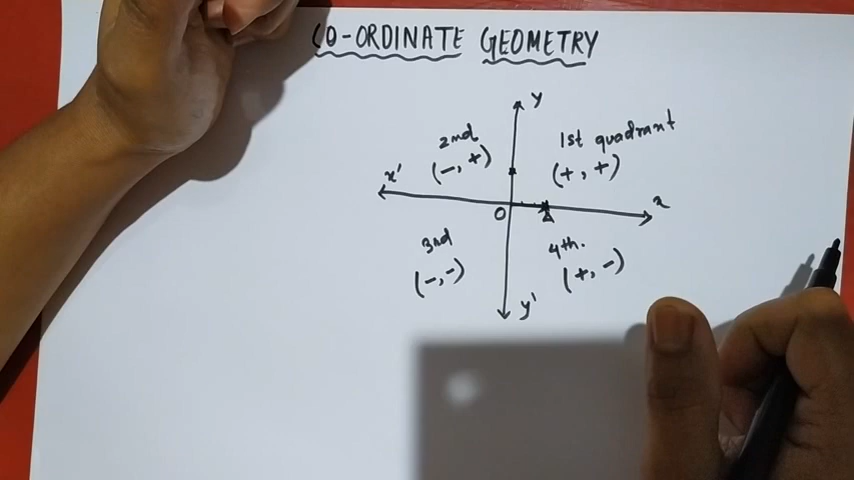 CO-ORDINATE GEOMETRY
y
2nd
1st quadrant
(-, +)
(+, +)
x'
x
O
A
3rd
4th.
(-, -)
(+, -)
y'